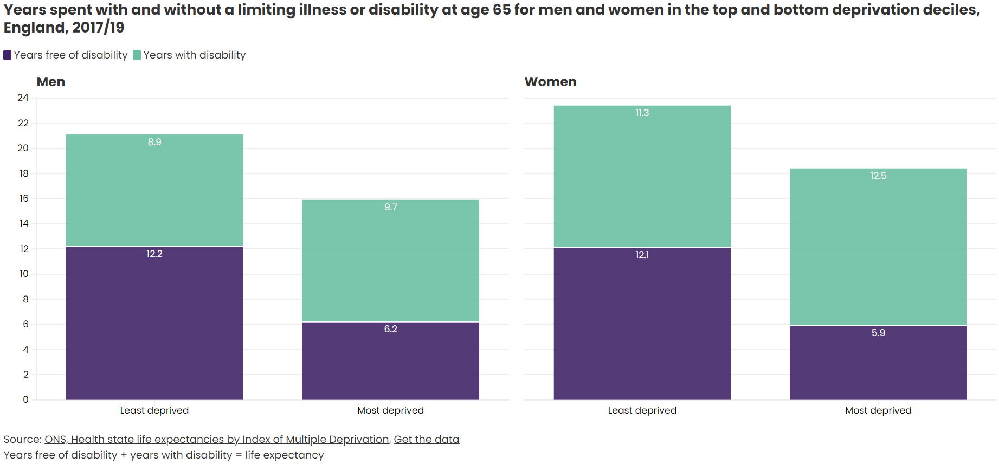 Years spent with and without a limiting illness or disability at age 65 for men and women in the top and bottom deprivation deciles,
England, 2017/19
Years free of disability Years with disability
Men
Women
24
22
20
18
16
14
12
10
8
6
4
2
0
8.9
12.2
9.7
6.2
11.3
12.1
12.5
5.9
Least deprived
Most deprived
Least deprived
Most deprived
Source: ONS, Health state life expectancies by Index of Multiple Deprivation, Get the data
Years free of disability + years with disability = life expectancy